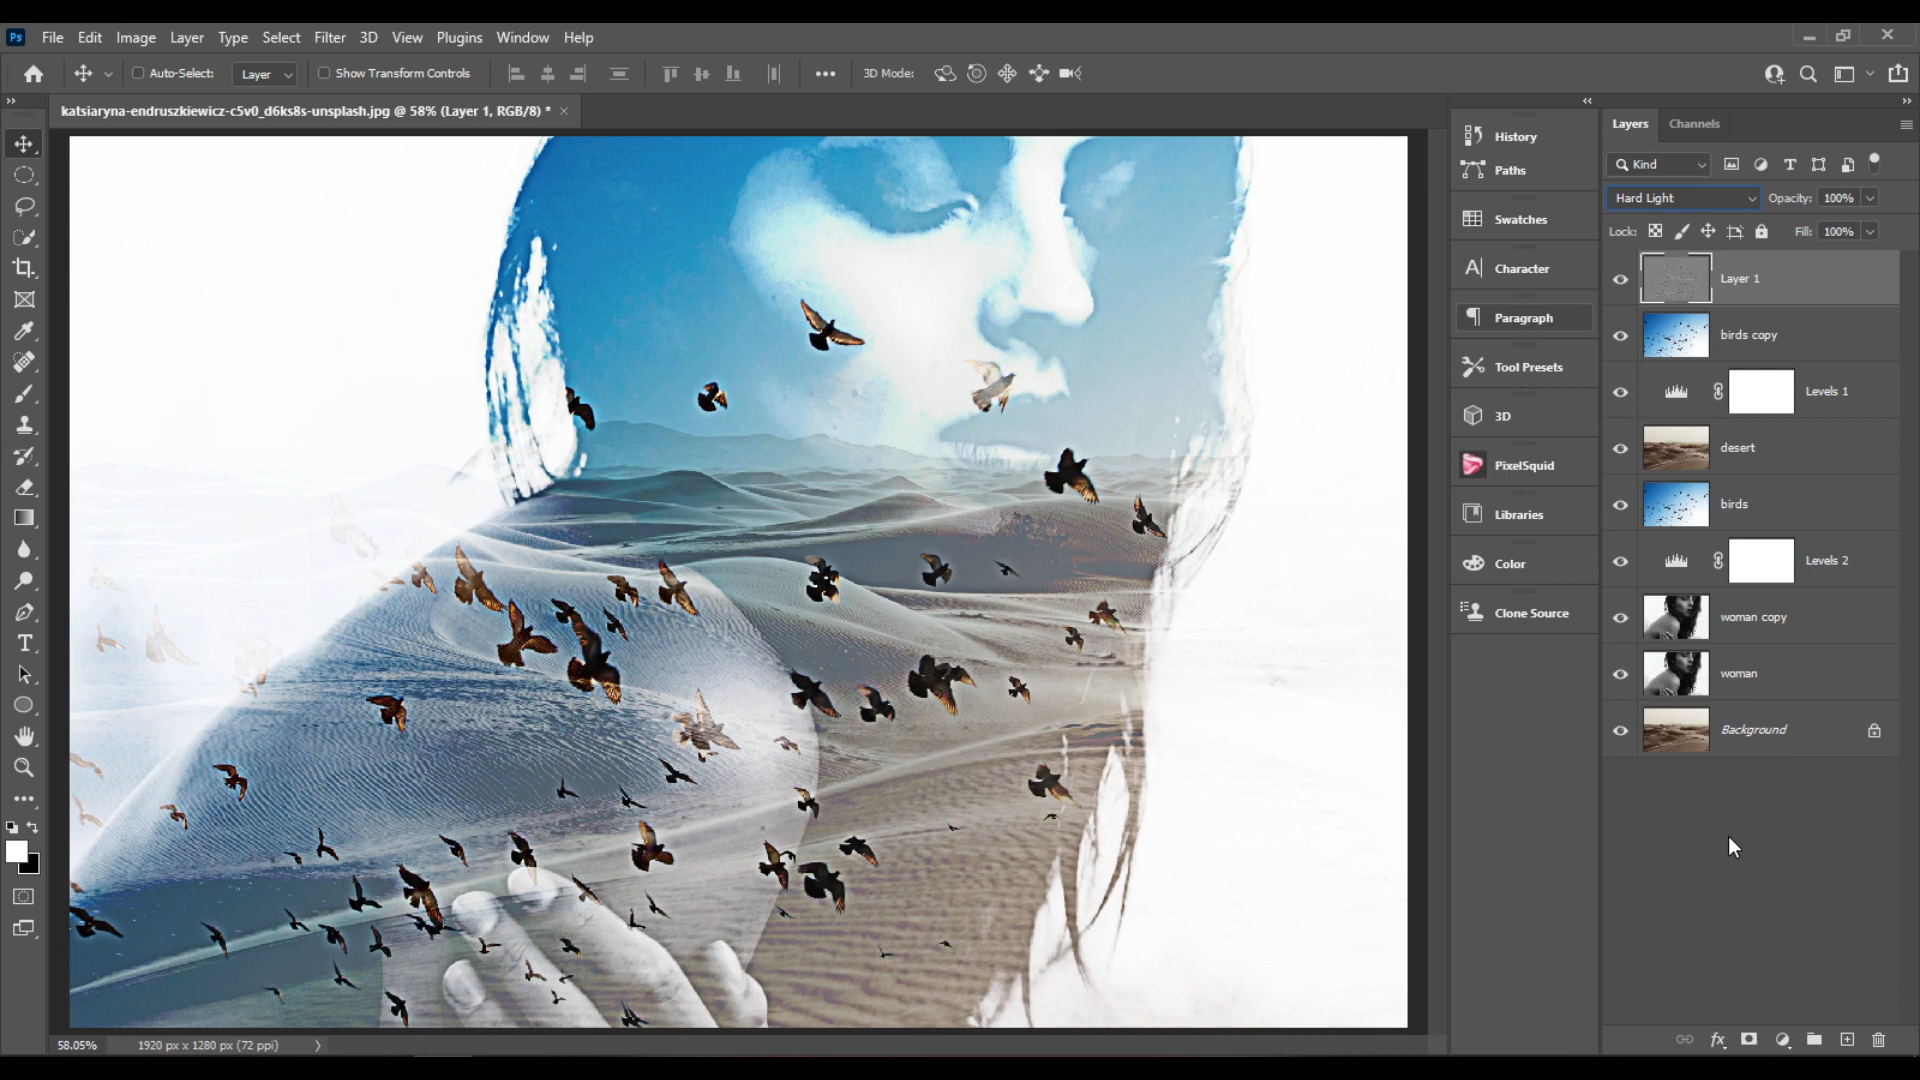 Ps File Edit Image Layer Type Select Filter 3D View Plugins Window Help
Auto-Select: Layer Show Transform Controls 3D Mode:
katsiaryna-endruszkiewicz-c5v0_d6ks8s-unsplash.jpg @ 58% (Layer 1, RGB/8) *
History
Paths
Swatches
Character
Paragraph
Tool Presets
3D
PixelSquid
Libraries
Color
Clone Source
Layers Channels
Kind
Hard Light Opacity: 100%
Lock: Fill: 100%
Layer 1
birds copy
Levels 1
desert
birds
Levels 2
woman copy
woman
Background
58.05% 1920 px x 1280 px (72 ppi)